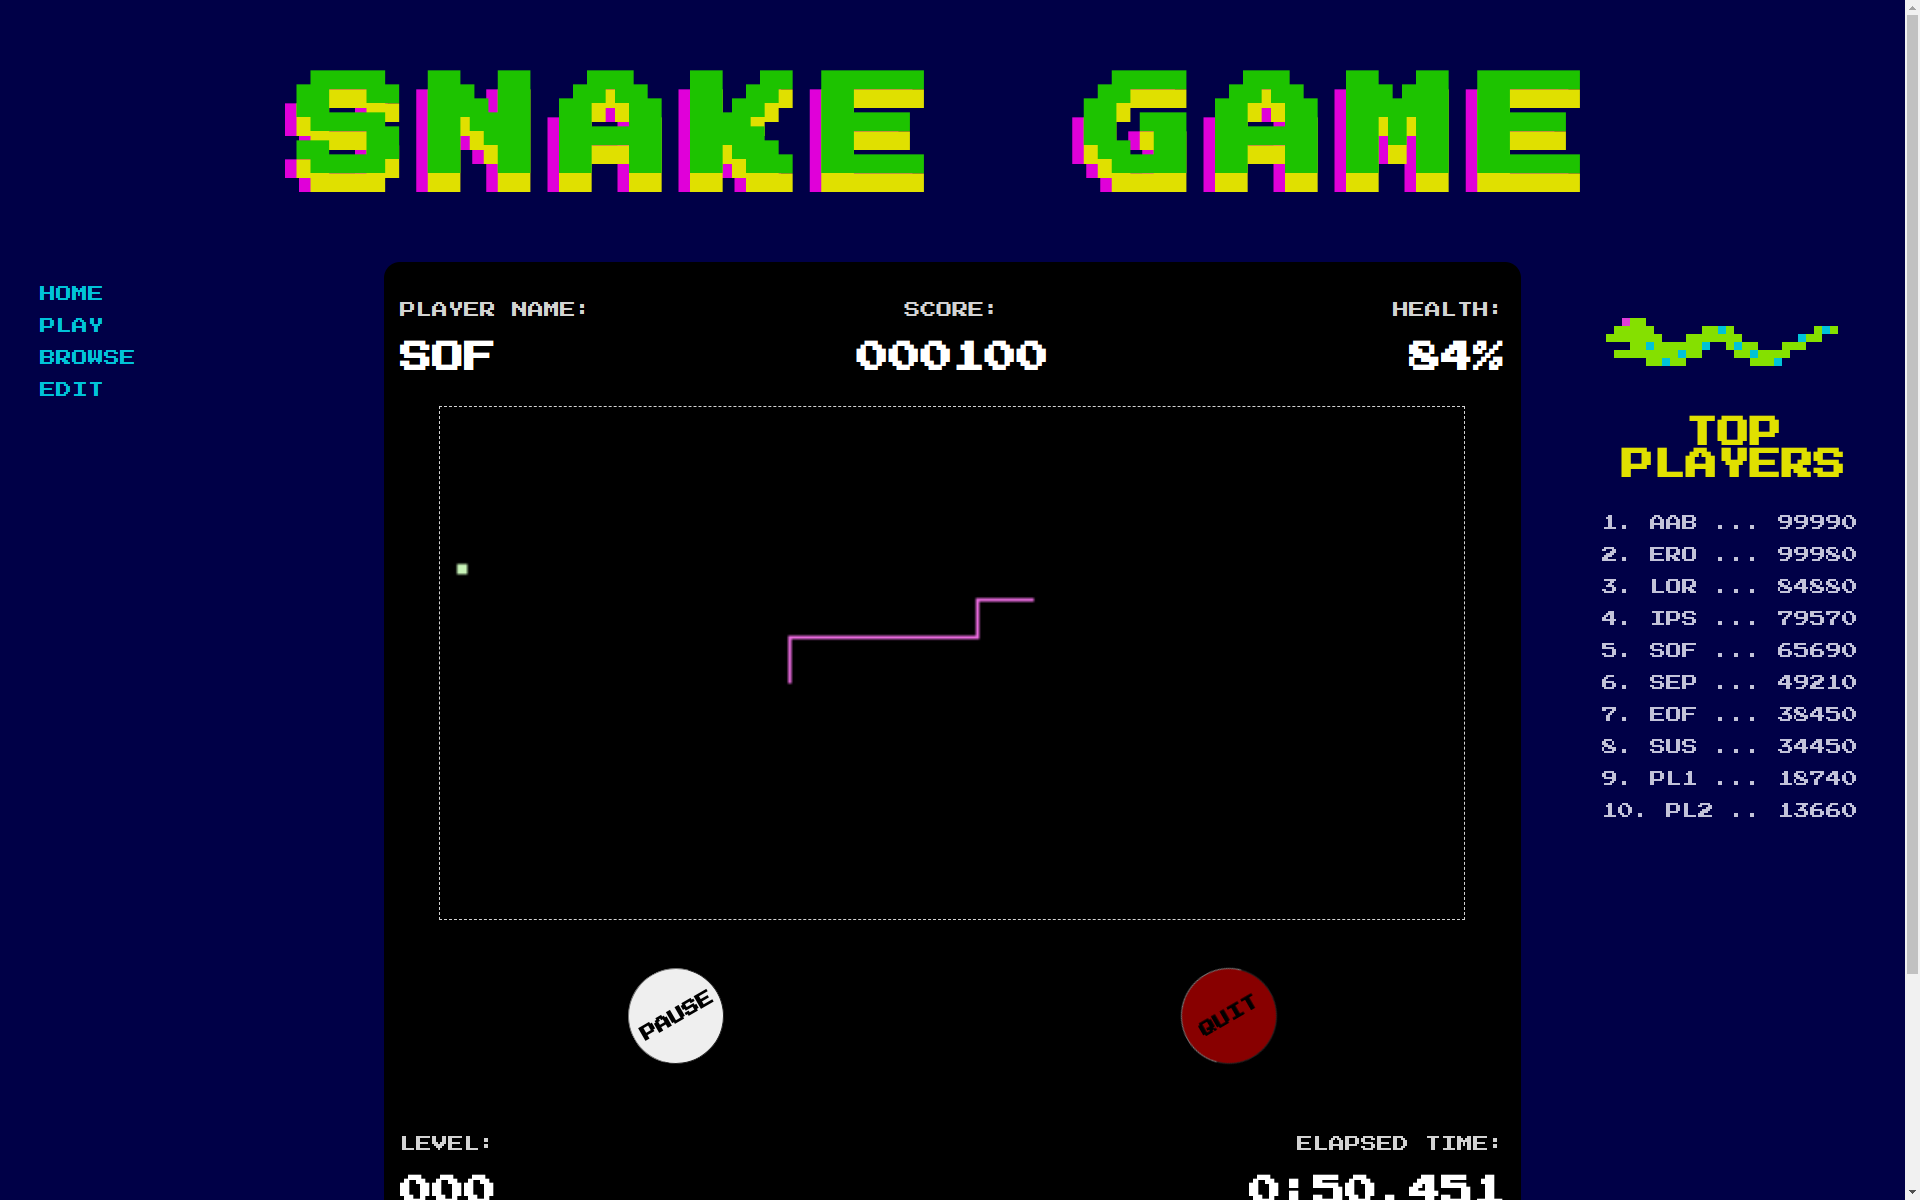 SNAKE GAME
HOME
PLAY
BROWSE
EDIT
PLAYER NAME:
SOF
SCORE:
000100
HEALTH:
84%
PAUSE
QUIT
LEVEL:
000
ELAPSED TIME:
0:50.451
TOP
PLAYERS
1. AAB ... 99990
2. ERO ... 99980
3. LOR ... 84880
4. IPS ... 79570
5. SOF ... 65690
6. SEP ... 49210
7. EOF ... 38450
8. SUS ... 34450
9. PL1 ... 18740
10. PL2 .. 13660